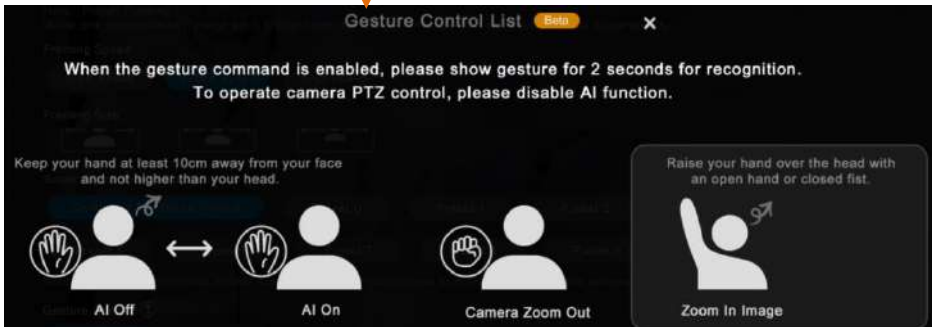 Gesture Control List Beta X
When the gesture command is enabled, please show gesture for 2 seconds for recognition.
To operate camera PTZ control, please disable AI function.
Keep your hand at least 10cm away from your face
and not higher than your head.
Raise your hand over the head with
an open hand or closed fist.
AI Off
AI On
Camera Zoom Out
Zoom In Image